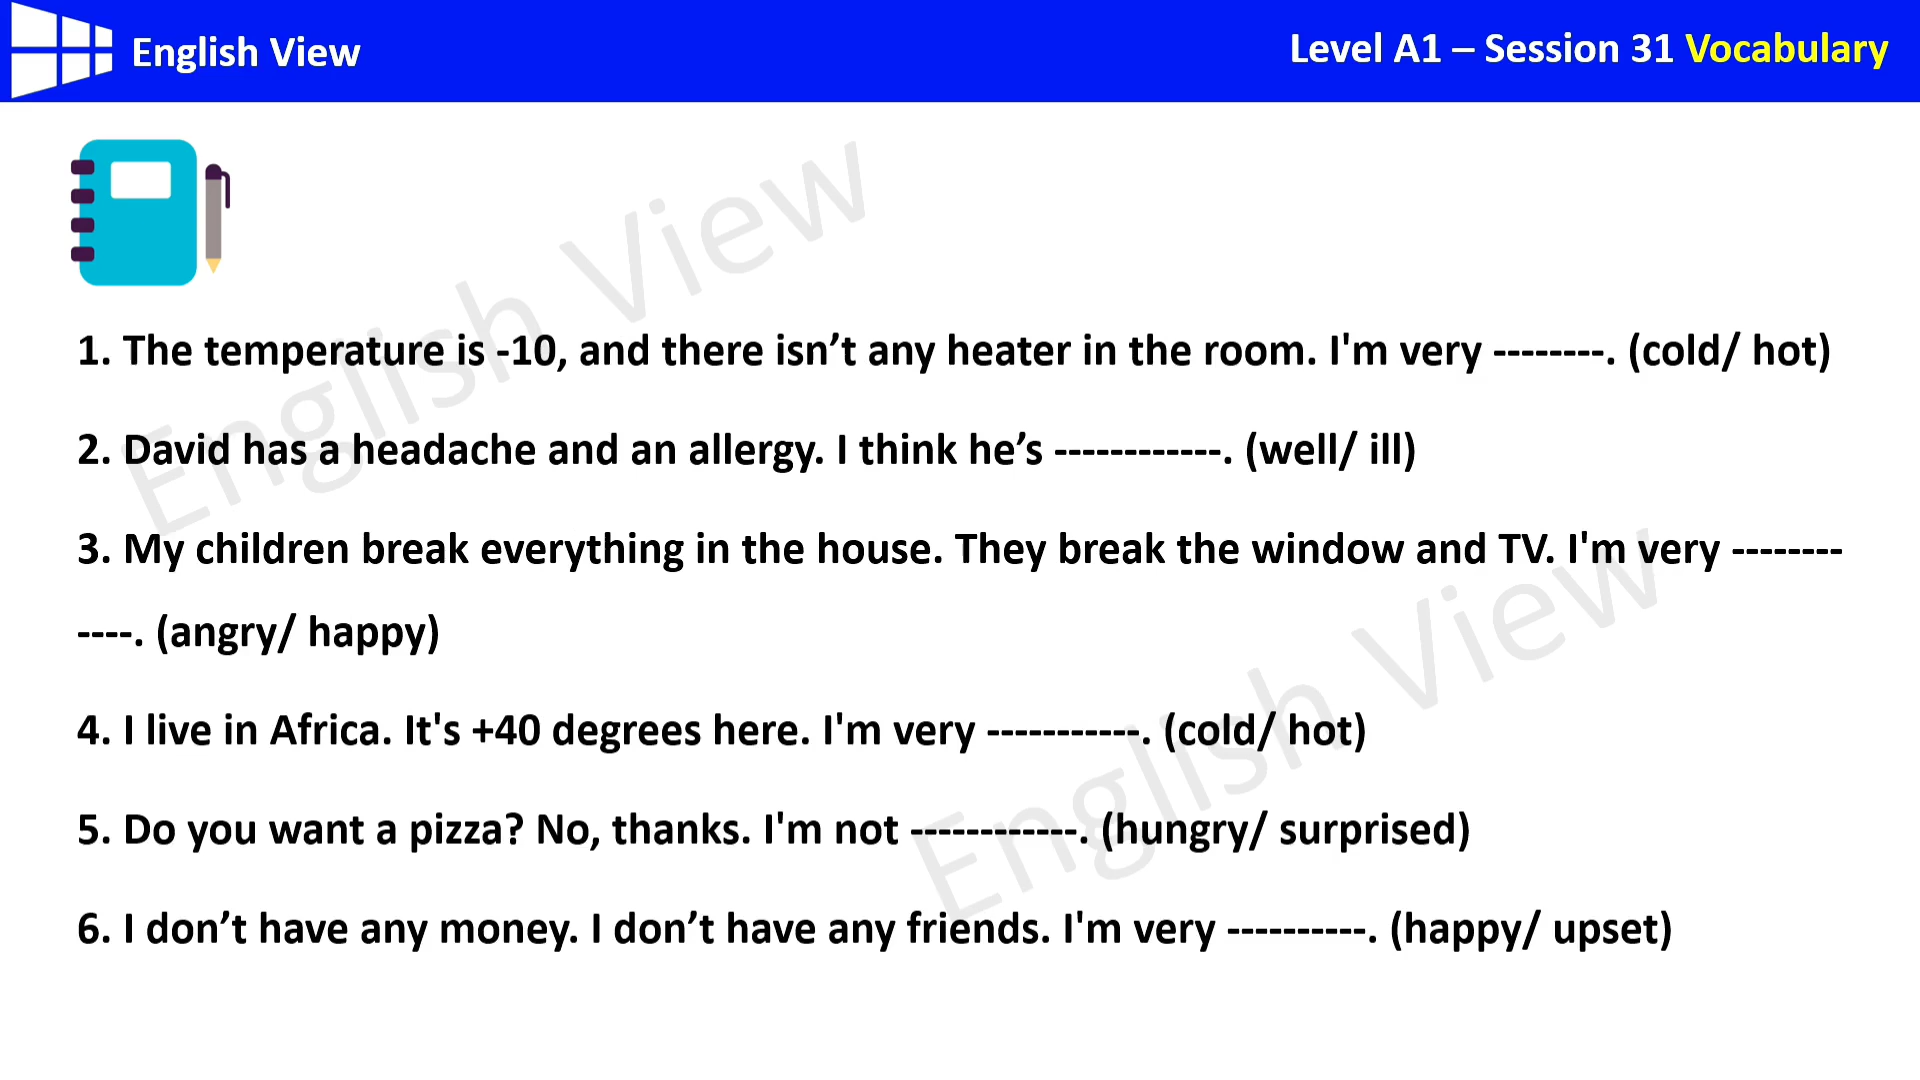 English View
Level A1 – Session 31 Vocabulary
English View
1. The temperature is -10, and there isn’t any heater in the room. I'm very --------. (cold/ hot)
2. David has a headache and an allergy. I think he’s ------------. (well/ ill)
3. My children break everything in the house. They break the window and TV. I'm very --------
----. (angry/ happy)
4. I live in Africa. It's +40 degrees here. I'm very -----------. (cold/ hot)
5. Do you want a pizza? No, thanks. I'm not ------------. (hungry/ surprised)
6. I don’t have any money. I don’t have any friends. I'm very ----------. (happy/ upset)
English View